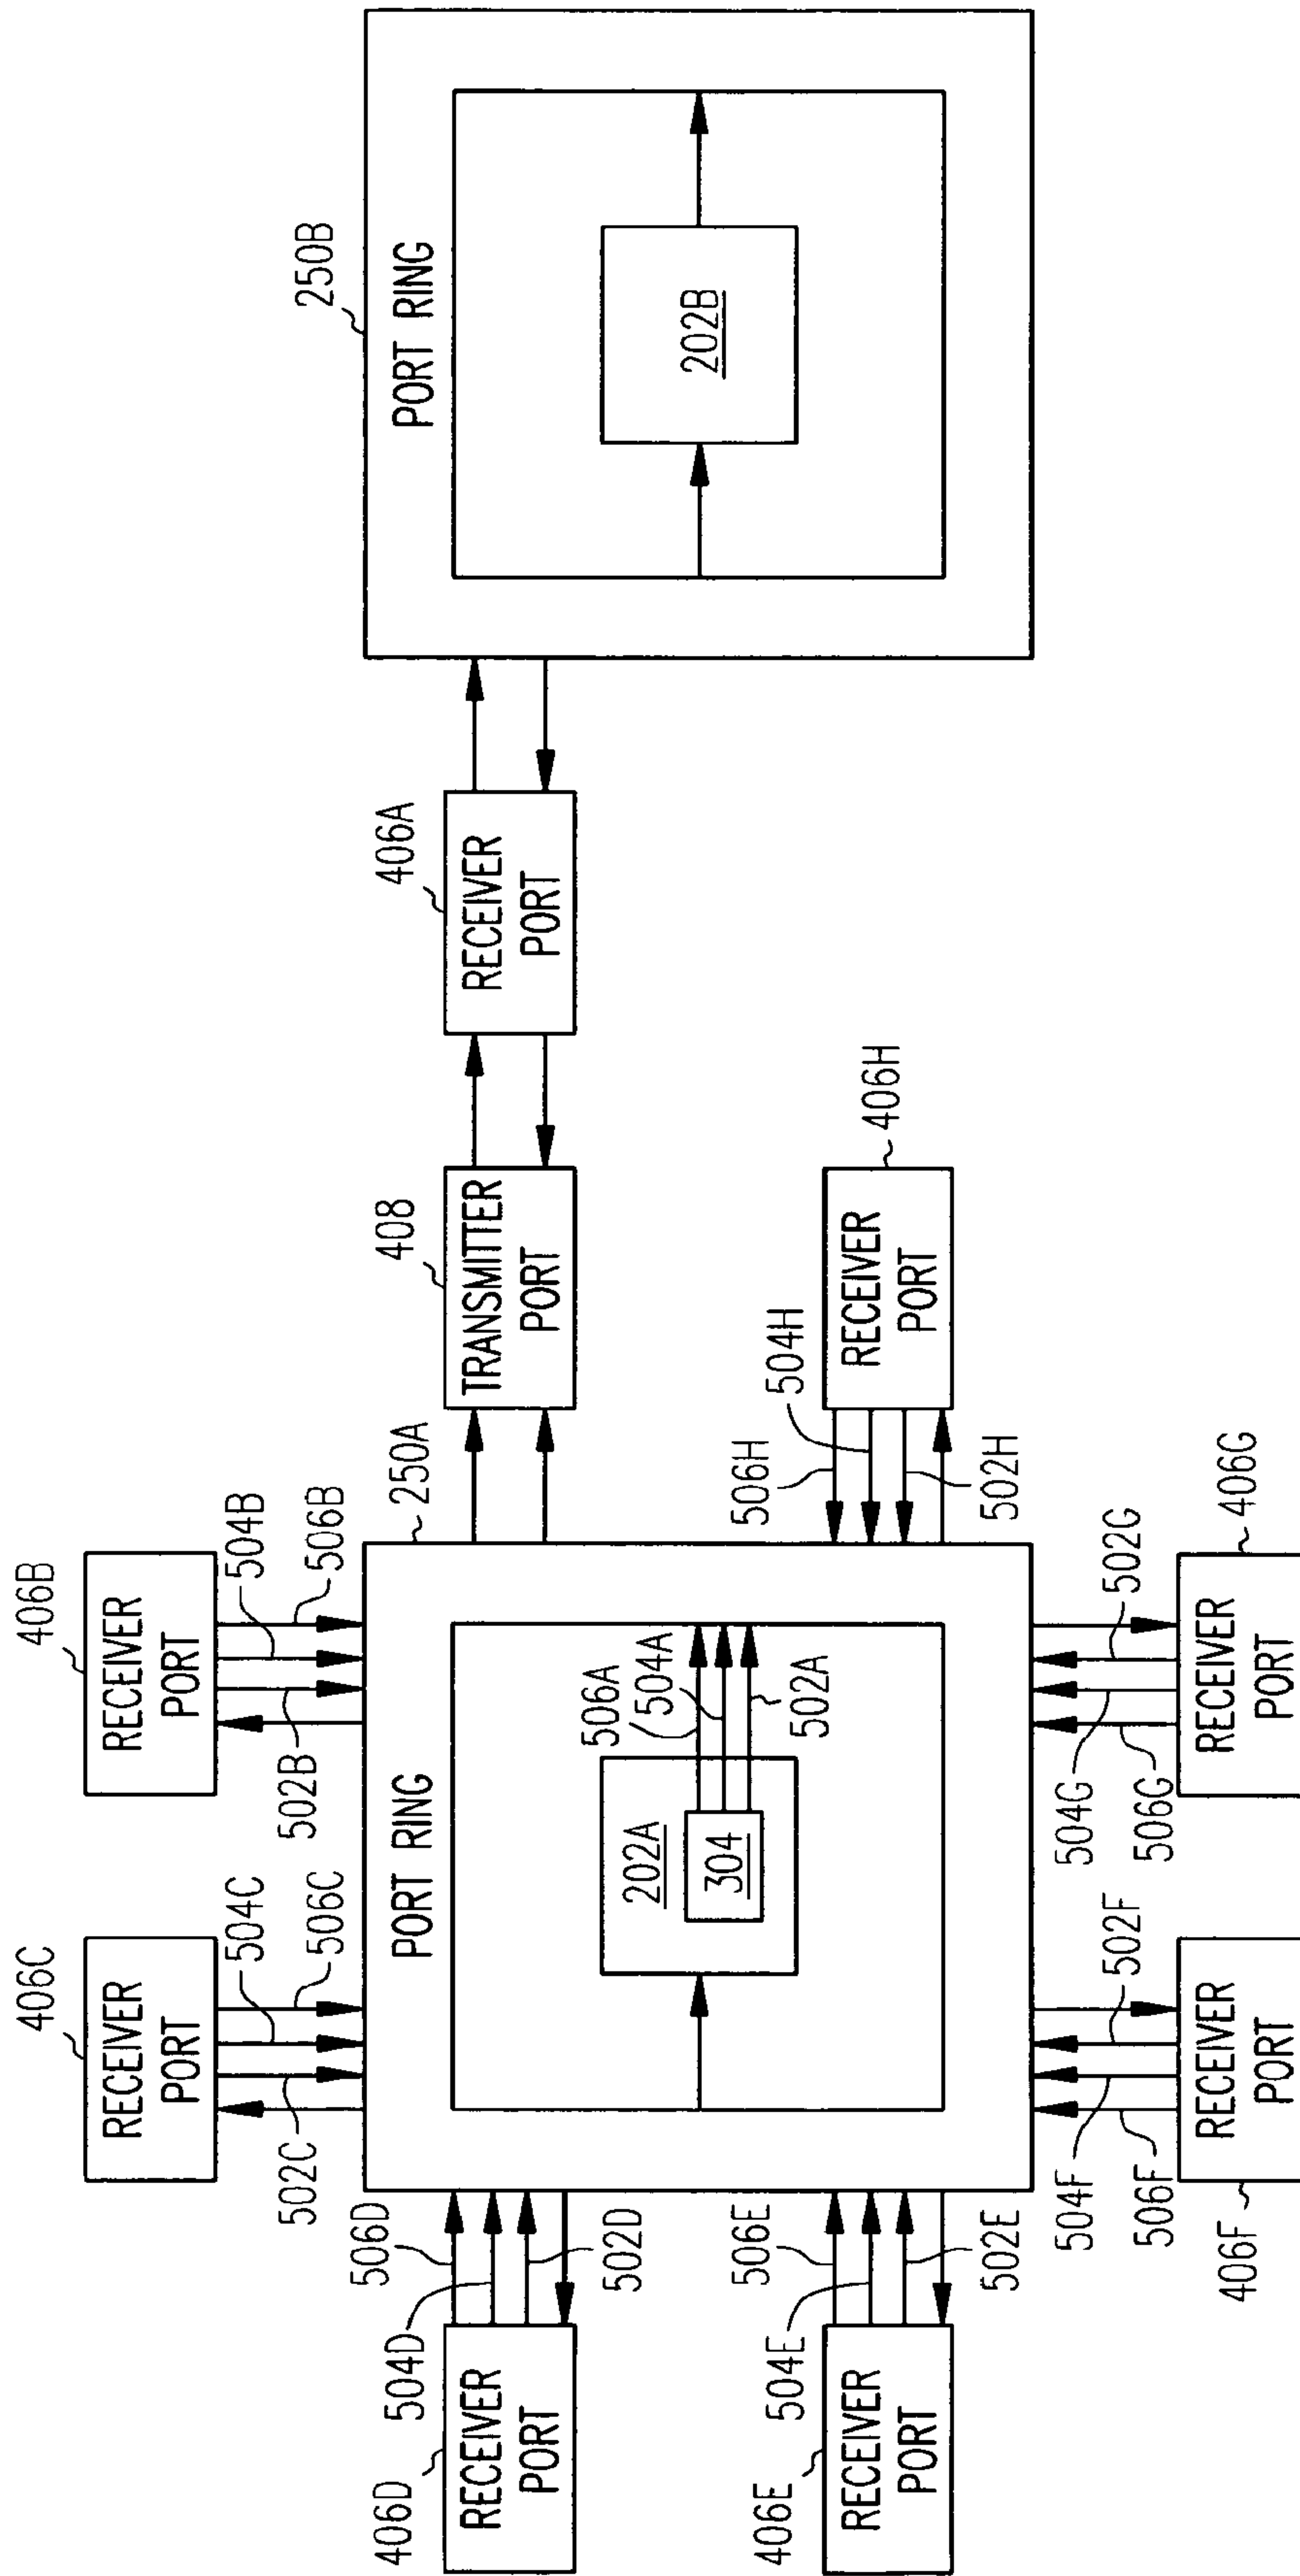 406C
RECEIVER
PORT
504C
506C
502C
406B
RECEIVER
PORT
504B
506B
502B
250A
250B
406D
RECEIVER
PORT
506D
504D
502D
PORT RING
202A
304
506A
504A
502A
408
TRANSMITTER
PORT
406A
RECEIVER
PORT
PORT RING
202B
406E
RECEIVER
PORT
506E
504E
502E
506H
504H
502H
406H
RECEIVER
PORT
504F
506F
502F
406F
RECEIVER
PORT
504G
506G
502G
406G
RECEIVER
PORT